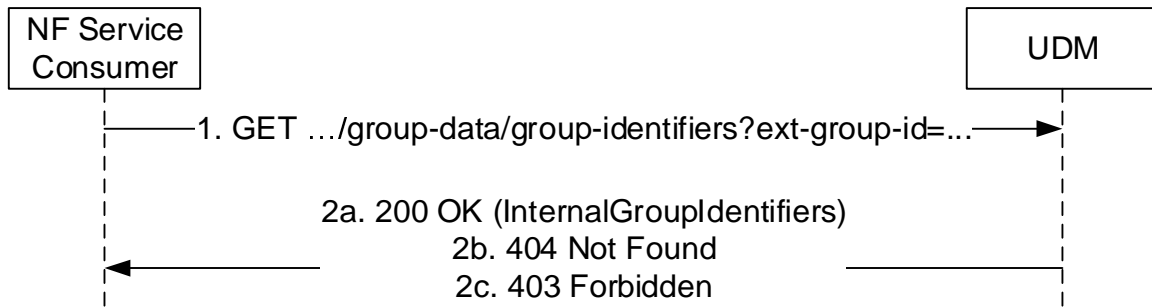 NF Service
Consumer
UDM
1. GET …/group-data/group-identifiers?ext-group-id=...
2a. 200 OK (InternalGroupIdentifiers)
2b. 404 Not Found
2c. 403 Forbidden